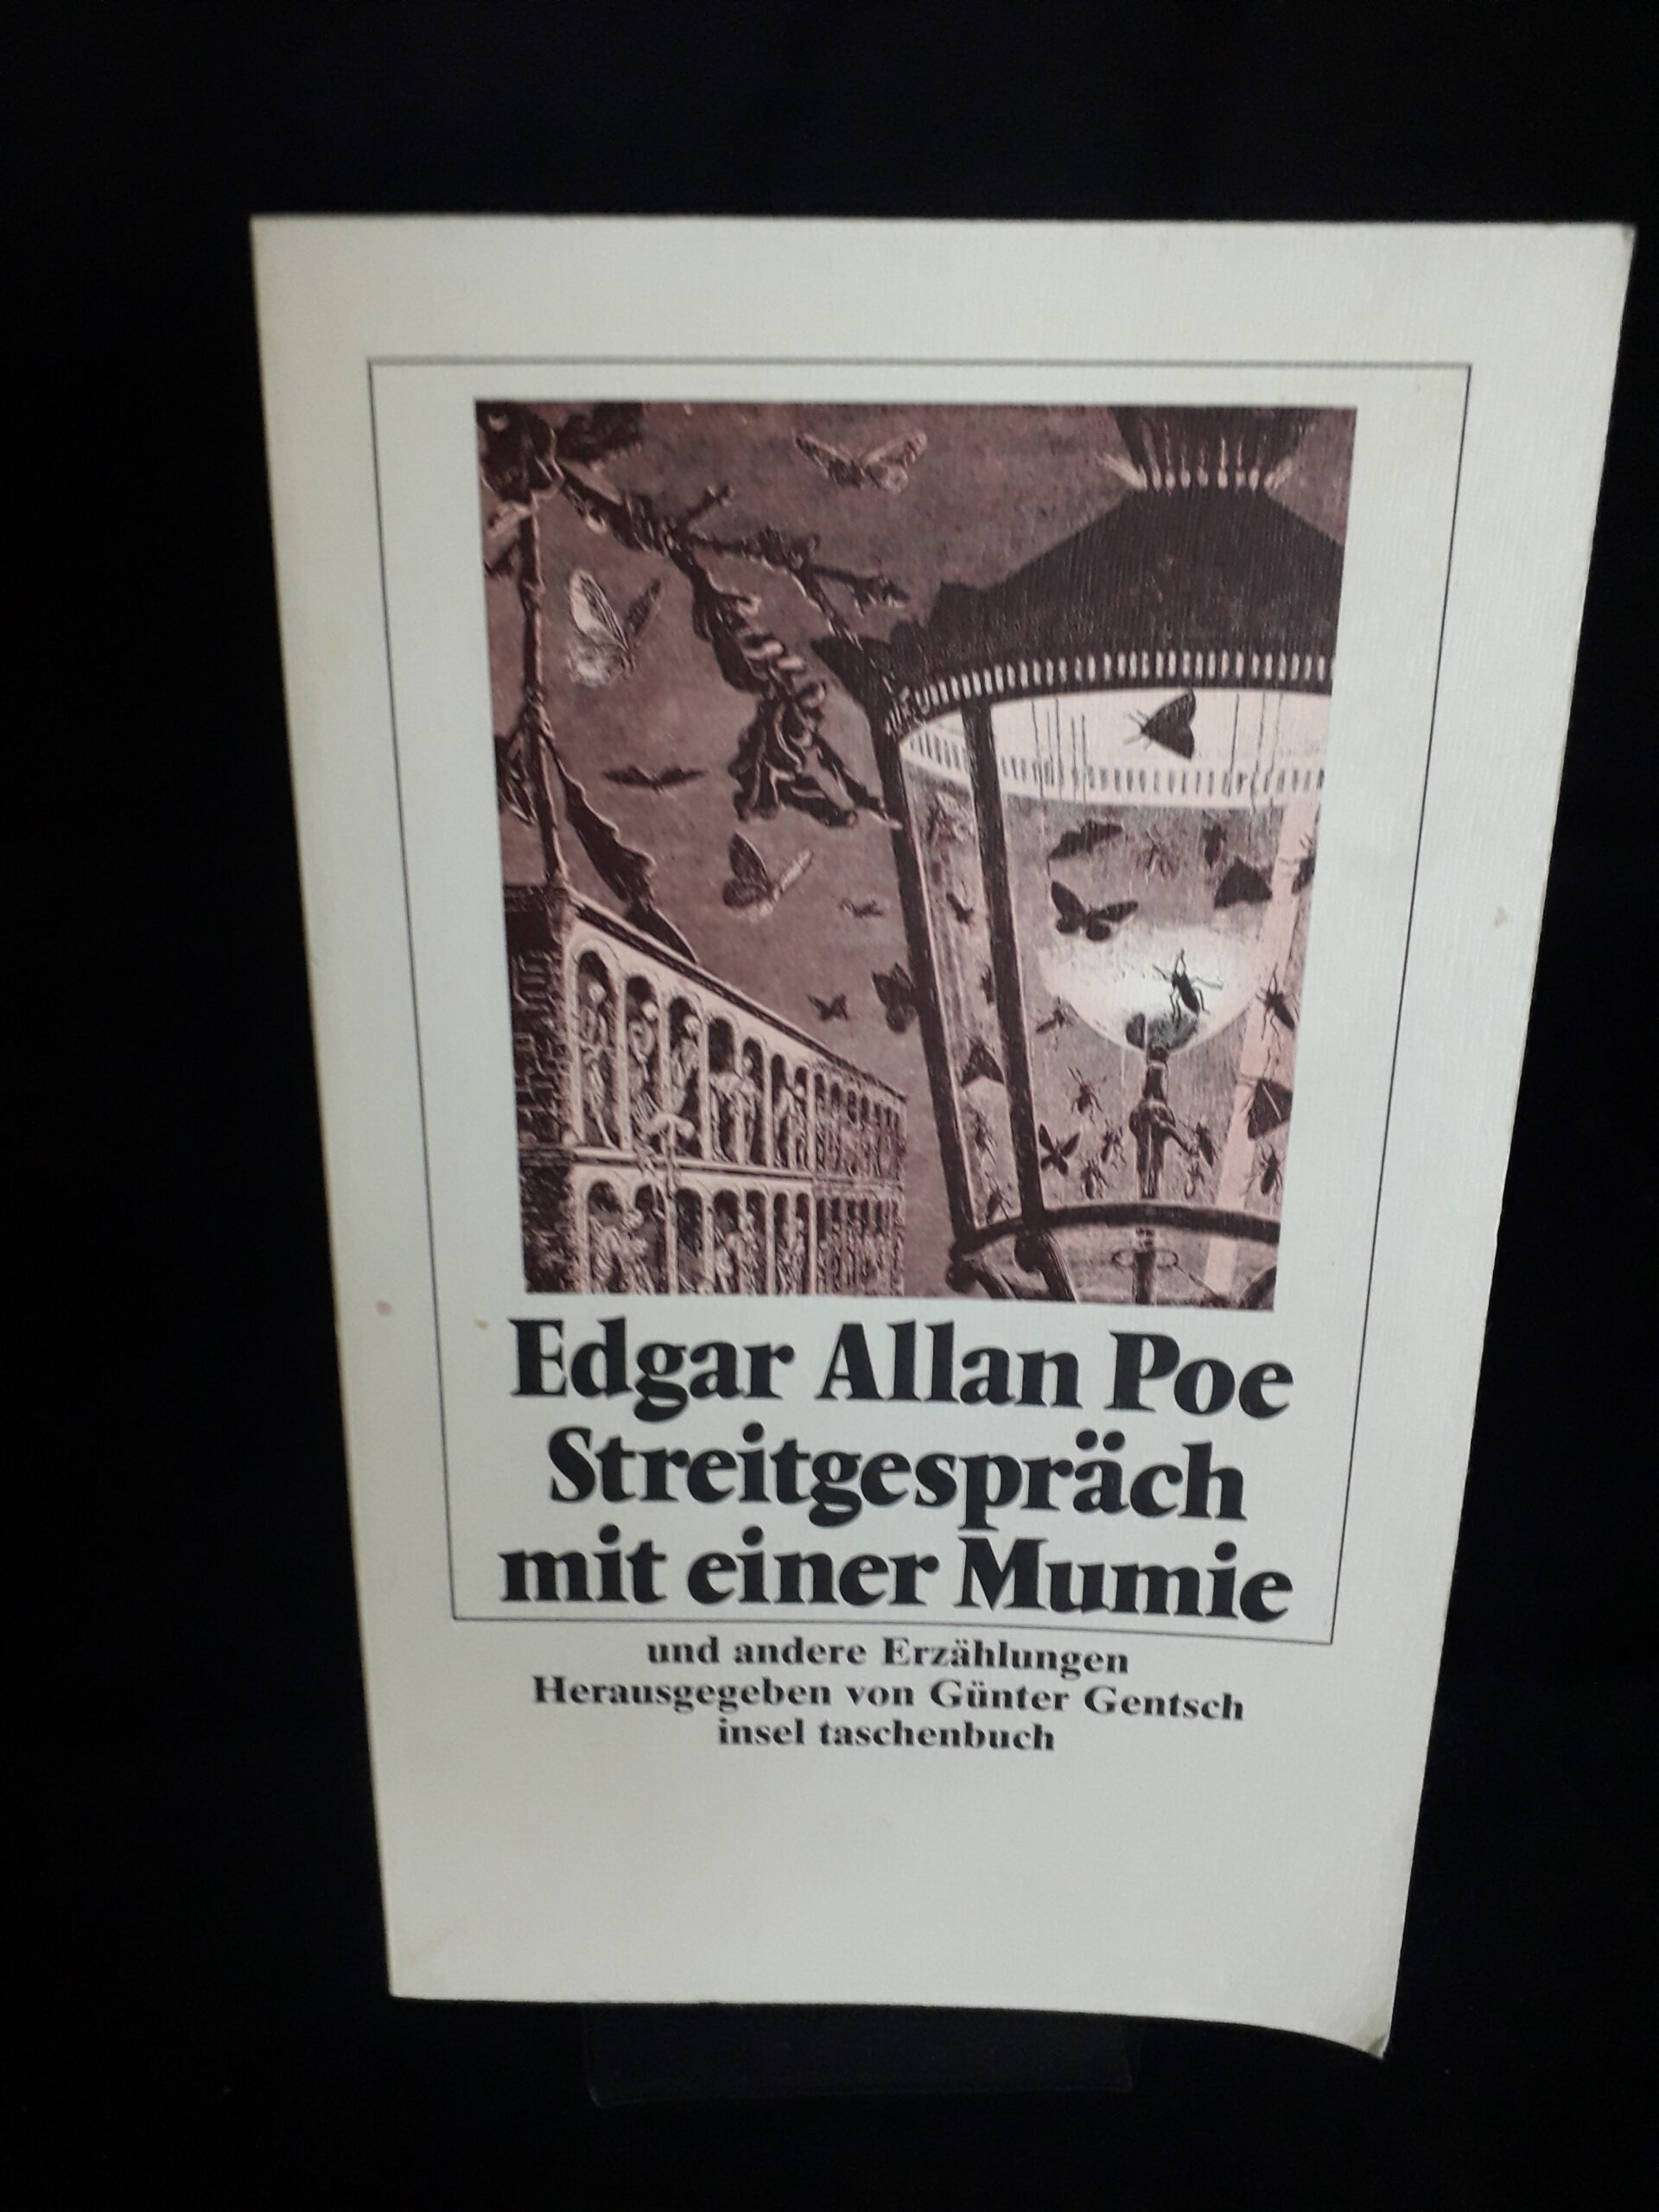 Edgar Allan Poe
Streitgespräch
mit einer Mumie
und andere Erzählungen
Herausgegeben von Günter Gentsch
insel taschenbuch